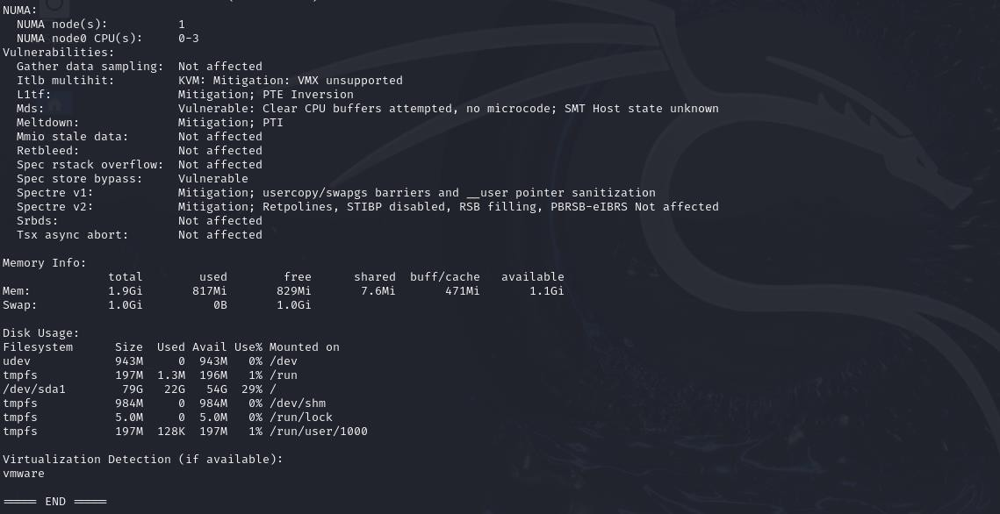 NUMA:
  NUMA node(s):          1
  NUMA node0 CPU(s):     0-3
Vulnerabilities:
  Gather data sampling:  Not affected
  Itlb multihit:         KVM: Mitigation: VMX unsupported
  L1tf:                  Mitigation; PTE Inversion
  Mds:                   Vulnerable: Clear CPU buffers attempted, no microcode; SMT Host state unknown
  Meltdown:              Mitigation; PTI
  Mmio stale data:       Not affected
  Retbleed:              Not affected
  Spec rstack overflow:  Not affected
  Spec store bypass:     Vulnerable
  Spectre v1:            Mitigation; usercopy/swapgs barriers and __user pointer sanitization
  Spectre v2:            Mitigation; Retpolines, STIBP disabled, RSB filling, PBRSB-eIBRS Not affected
  Srbds:                 Not affected
  Tsx async abort:       Not affected

Memory Info:
               total        used        free      shared  buff/cache   available
Mem:           1.9Gi       817Mi       829Mi       7.6Mi       471Mi       1.1Gi
Swap:          1.0Gi          0B       1.0Gi

Disk Usage:
Filesystem      Size  Used Avail Use% Mounted on
udev            943M     0  943M   0% /dev
tmpfs           197M  1.3M  196M   1% /run
/dev/sda1        79G   22G   54G  29% /
tmpfs           984M     0  984M   0% /dev/shm
tmpfs           5.0M     0  5.0M   0% /run/lock
tmpfs           197M  128K  197M   1% /run/user/1000

Virtualization Detection (if available):
vmware

===== END =====